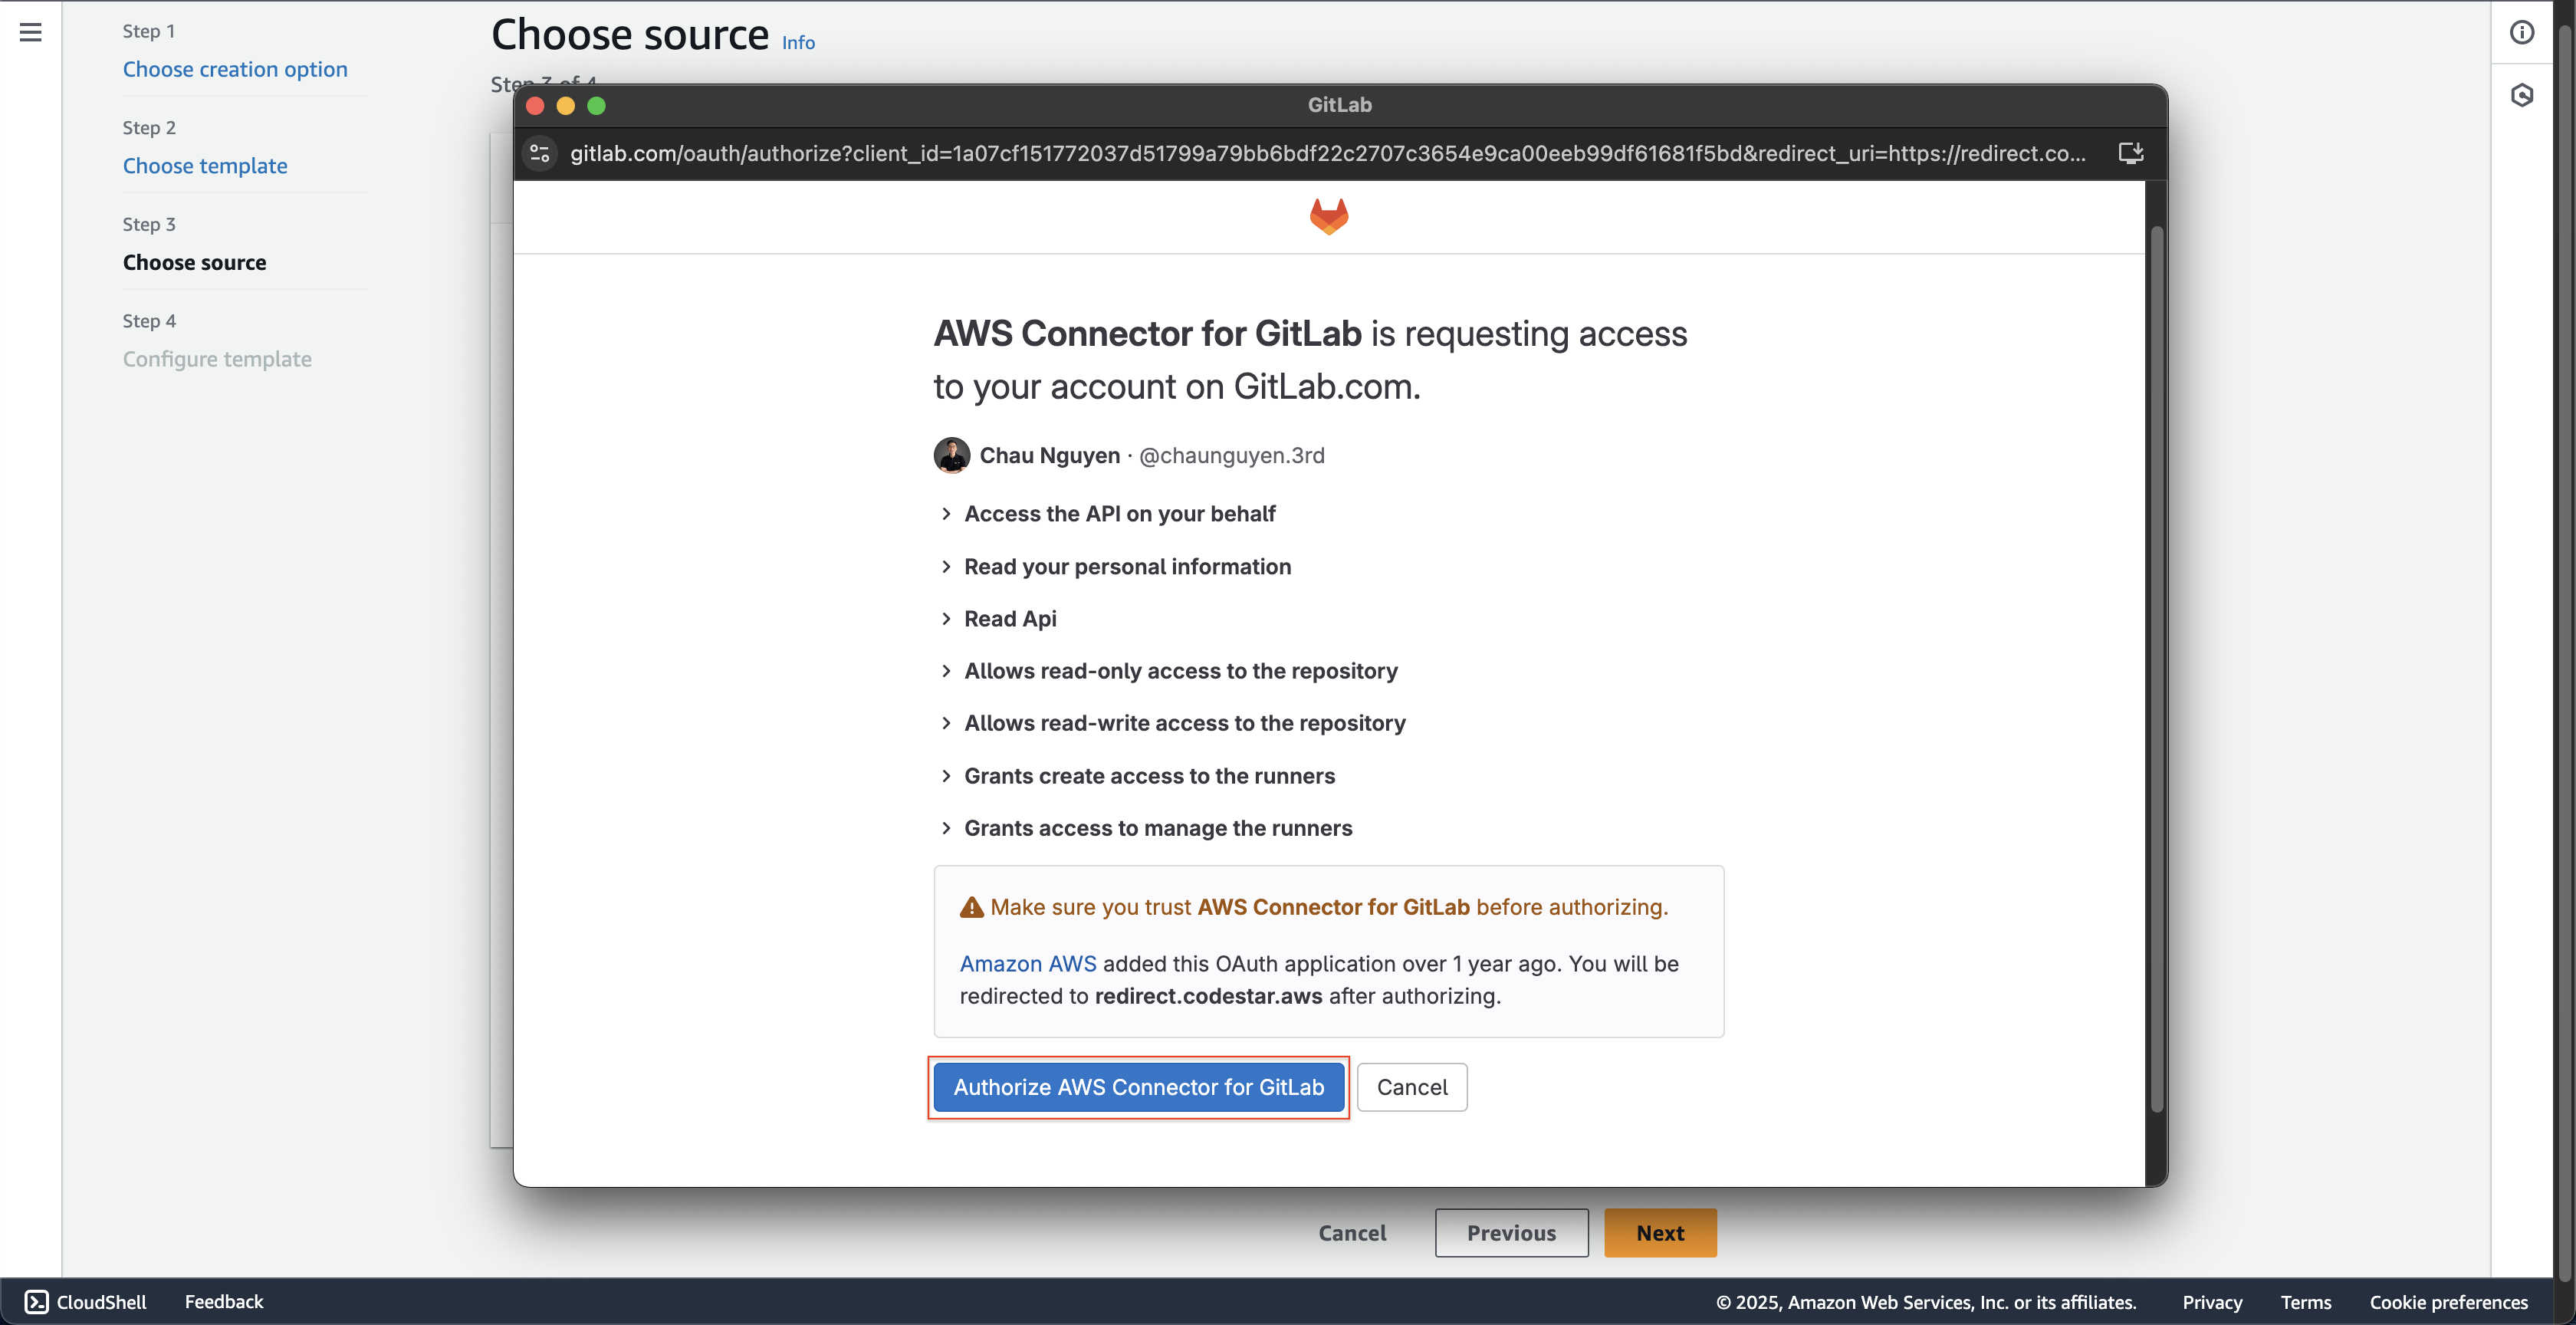 Step 1
Choose creation option
Step 2
Choose template
Step 3
Choose source
Step 4
Configure template
Choose source Info
Step 3 of 4
GitLab
gitlab.com/oauth/authorize?client_id=1a07cf151772037d51799a79bb6bdf22c2707c3654e9ca00eeb99df61681f5bd&redirect_uri=https://redirect.co...
AWS Connector for GitLab is requesting access
to your account on GitLab.com.
Chau Nguyen · @chaunguyen.3rd
Access the API on your behalf
Read your personal information
Read Api
Allows read-only access to the repository
Allows read-write access to the repository
Grants create access to the runners
Grants access to manage the runners
Make sure you trust AWS Connector for GitLab before authorizing.
Amazon AWS added this OAuth application over 1 year ago. You will be
redirected to redirect.codestar.aws after authorizing.
Authorize AWS Connector for GitLab Cancel
Cancel Previous Next
CloudShell Feedback © 2025, Amazon Web Services, Inc. or its affiliates. Privacy Terms Cookie preferences